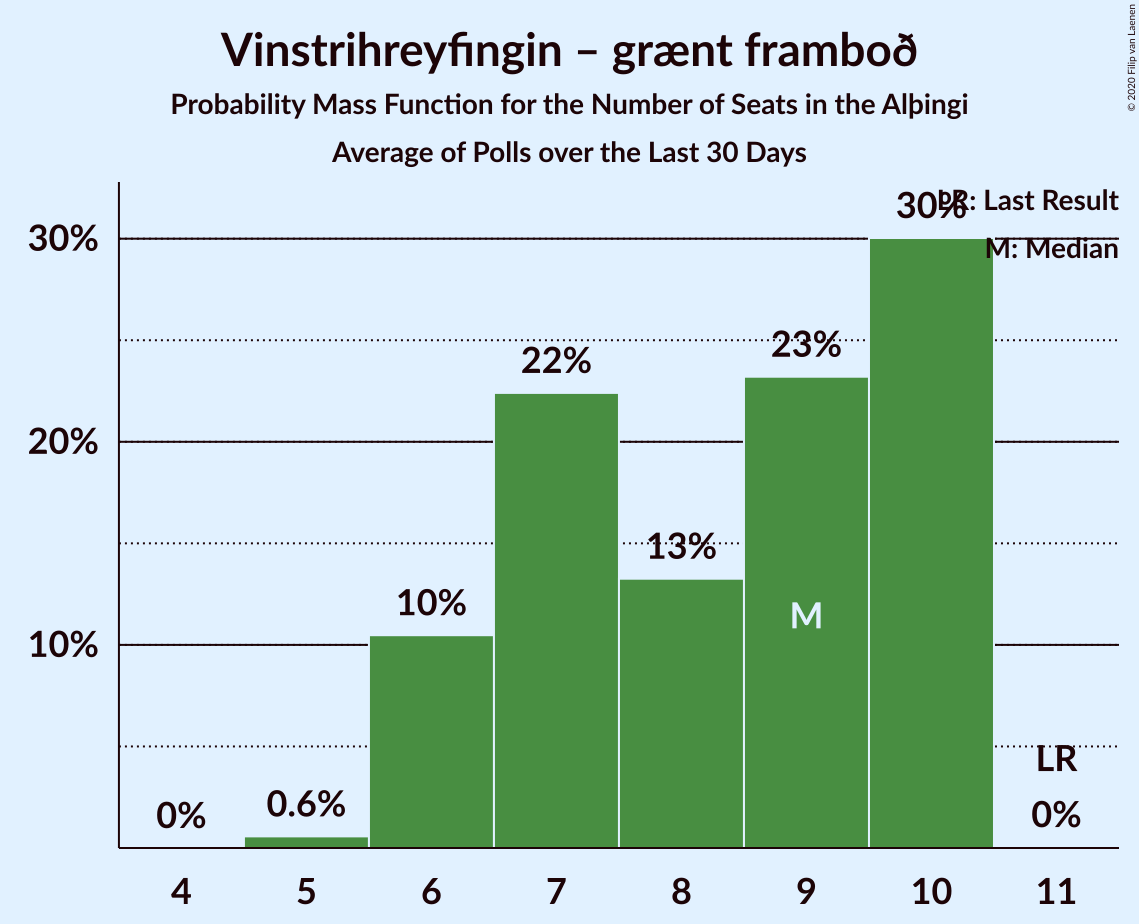 Vinstrihreyfingin – grænt framboð
Probability Mass Function for the Number of Seats in the Alþingi
Average of Polls over the Last 30 Days
© 2020 Filip van Laenen
LR: Last Result
M: Median
30%
20%
10%
0%
0.6%
10%
22%
13%
23%
30%
0%
M
LR
4 5 6 7 8 9 10 11